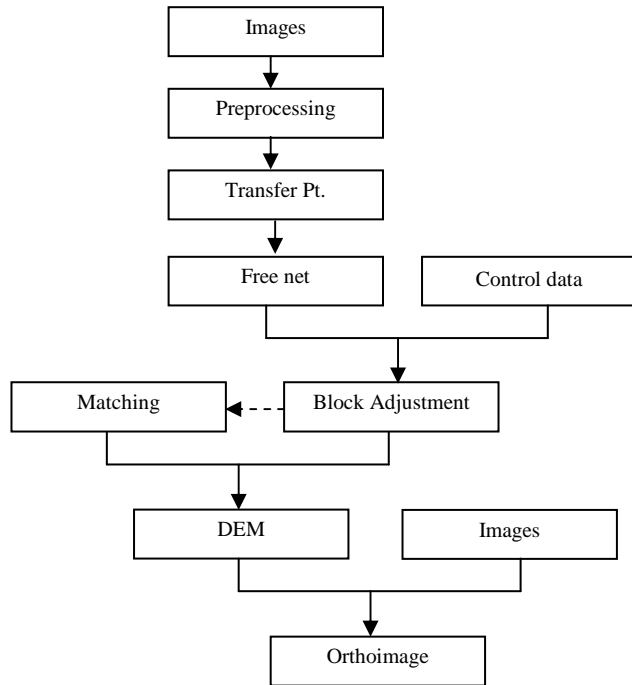 Images
Preprocessing
Transfer Pt.
Free net
Control data
Matching
Block Adjustment
DEM
Images
Orthoimage